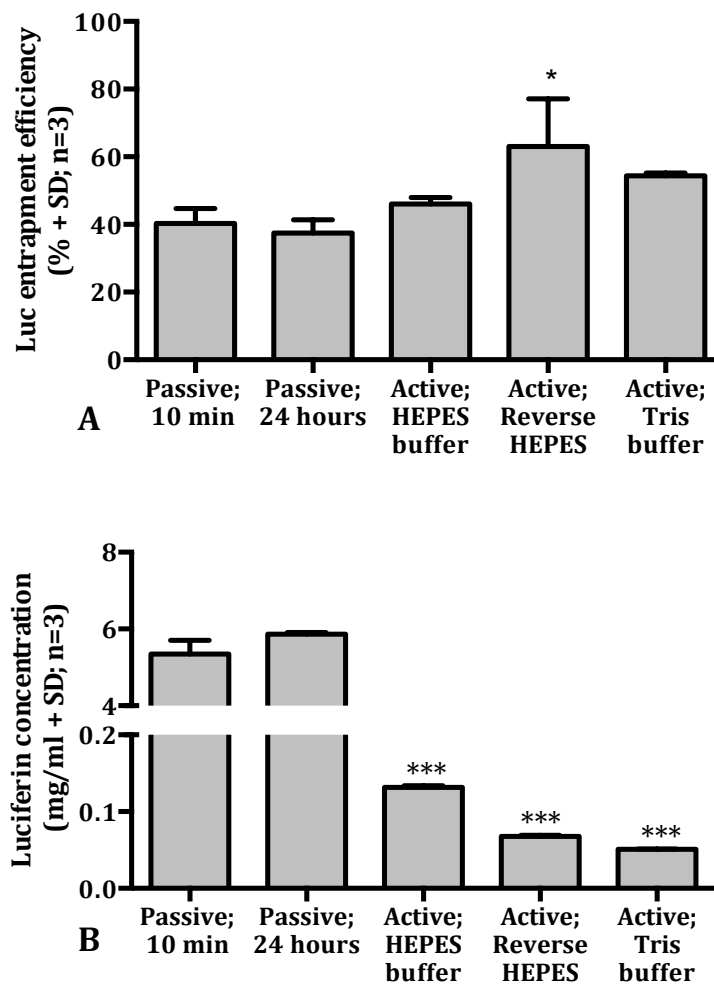 Luc entrapment efficiency
(% + SD; n=3)
100
80
60
40
20
0
*
Passive;
10 min
Passive;
24 hours
Active;
HEPES
buffer
Active;
Reverse
HEPES
Active;
Tris
buffer
A
Luciferin concentration
(mg/ml + SD; n=3)
8
6
4
0.2
0.1
0.0
***
***
***
Passive;
10 min
Passive;
24 hours
Active;
HEPES
buffer
Active;
Reverse
HEPES
Active;
Tris
buffer
B